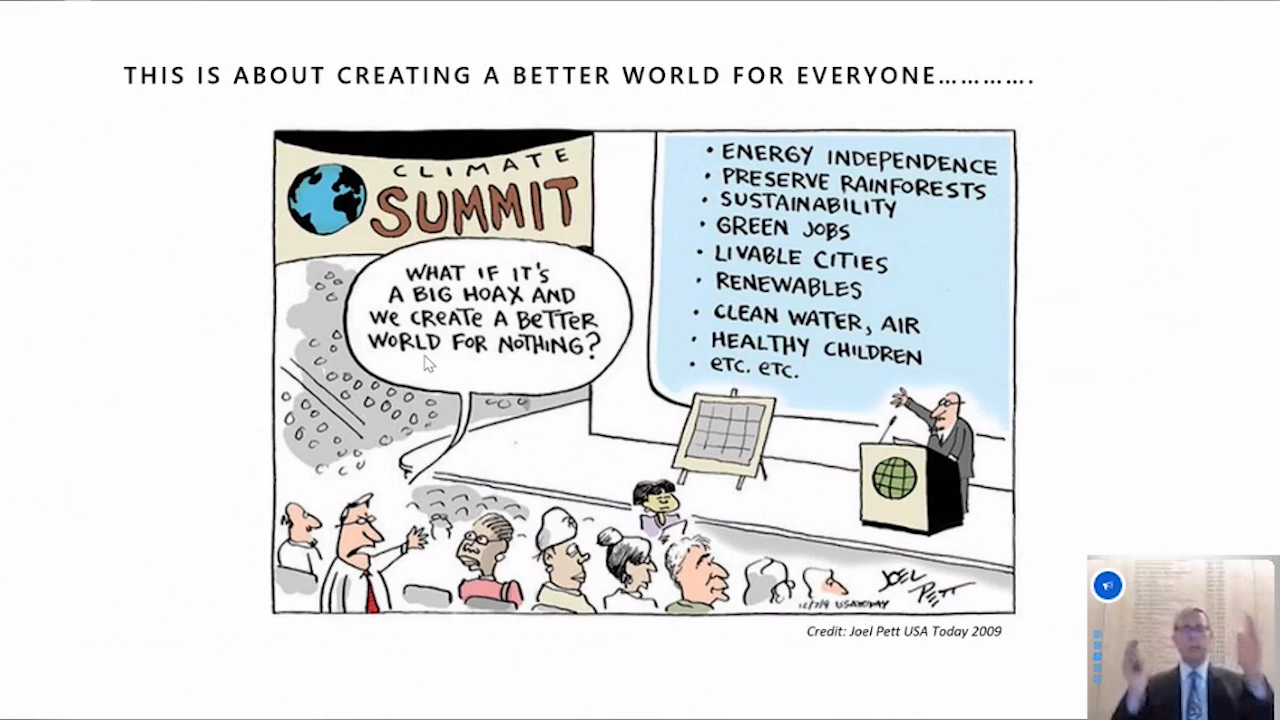 THIS IS ABOUT CREATING A BETTER WORLD FOR EVERYONE………….
CLIMATE
SUMMIT
WHAT IF IT'S
A BIG HOAX AND
WE CREATE A BETTER
WORLD FOR NOTHING?
• ENERGY INDEPENDENCE
• PRESERVE RAINFORESTS
• SUSTAINABILITY
• GREEN JOBS
• LIVABLE CITIES
• RENEWABLES
• CLEAN WATER, AIR
• HEALTHY CHILDREN
• ETC. ETC.
JOEL
PETT
USA TODAY
Credit: Joel Pett USA Today 2009